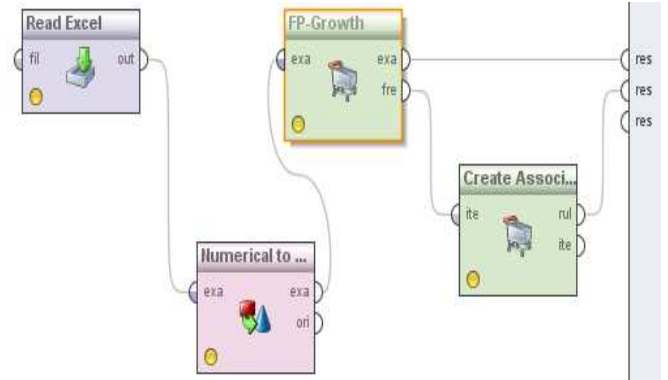 Read Excel
fil
out
FP-Growth
exa
exa
fre
res
res
res
Create Associ...
ite
rul
ite
Numerical to ...
exa
exa
ori